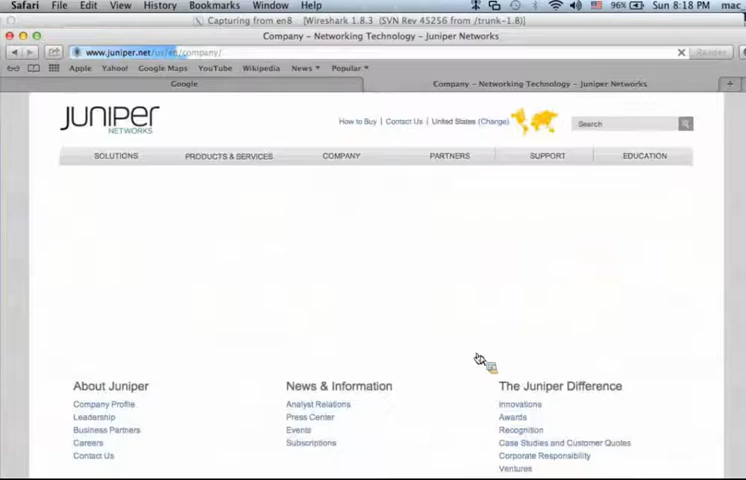 Safari File Edit View History Bookmarks Window Help 96% Sun 8:18 PM mac
Capturing from en8 [Wireshark 1.8.3 (SVN Rev 45256 from /trunk-1.8)]
Company – Networking Technology – Juniper Networks
www.juniper.net/us/en/company/ Reader
Apple Yahoo! Google Maps YouTube Wikipedia News Popular
Google Company – Networking Technology – Juniper Networks
JUNIPER
NETWORKS
How to Buy | Contact Us | United States (Change)
Search
SOLUTIONS PRODUCTS & SERVICES COMPANY PARTNERS SUPPORT EDUCATION
About Juniper
Company Profile
Leadership
Business Partners
Careers
Contact Us
News & Information
Analyst Relations
Press Center
Events
Subscriptions
The Juniper Difference
Innovations
Awards
Recognition
Case Studies and Customer Quotes
Corporate Responsibility
Ventures